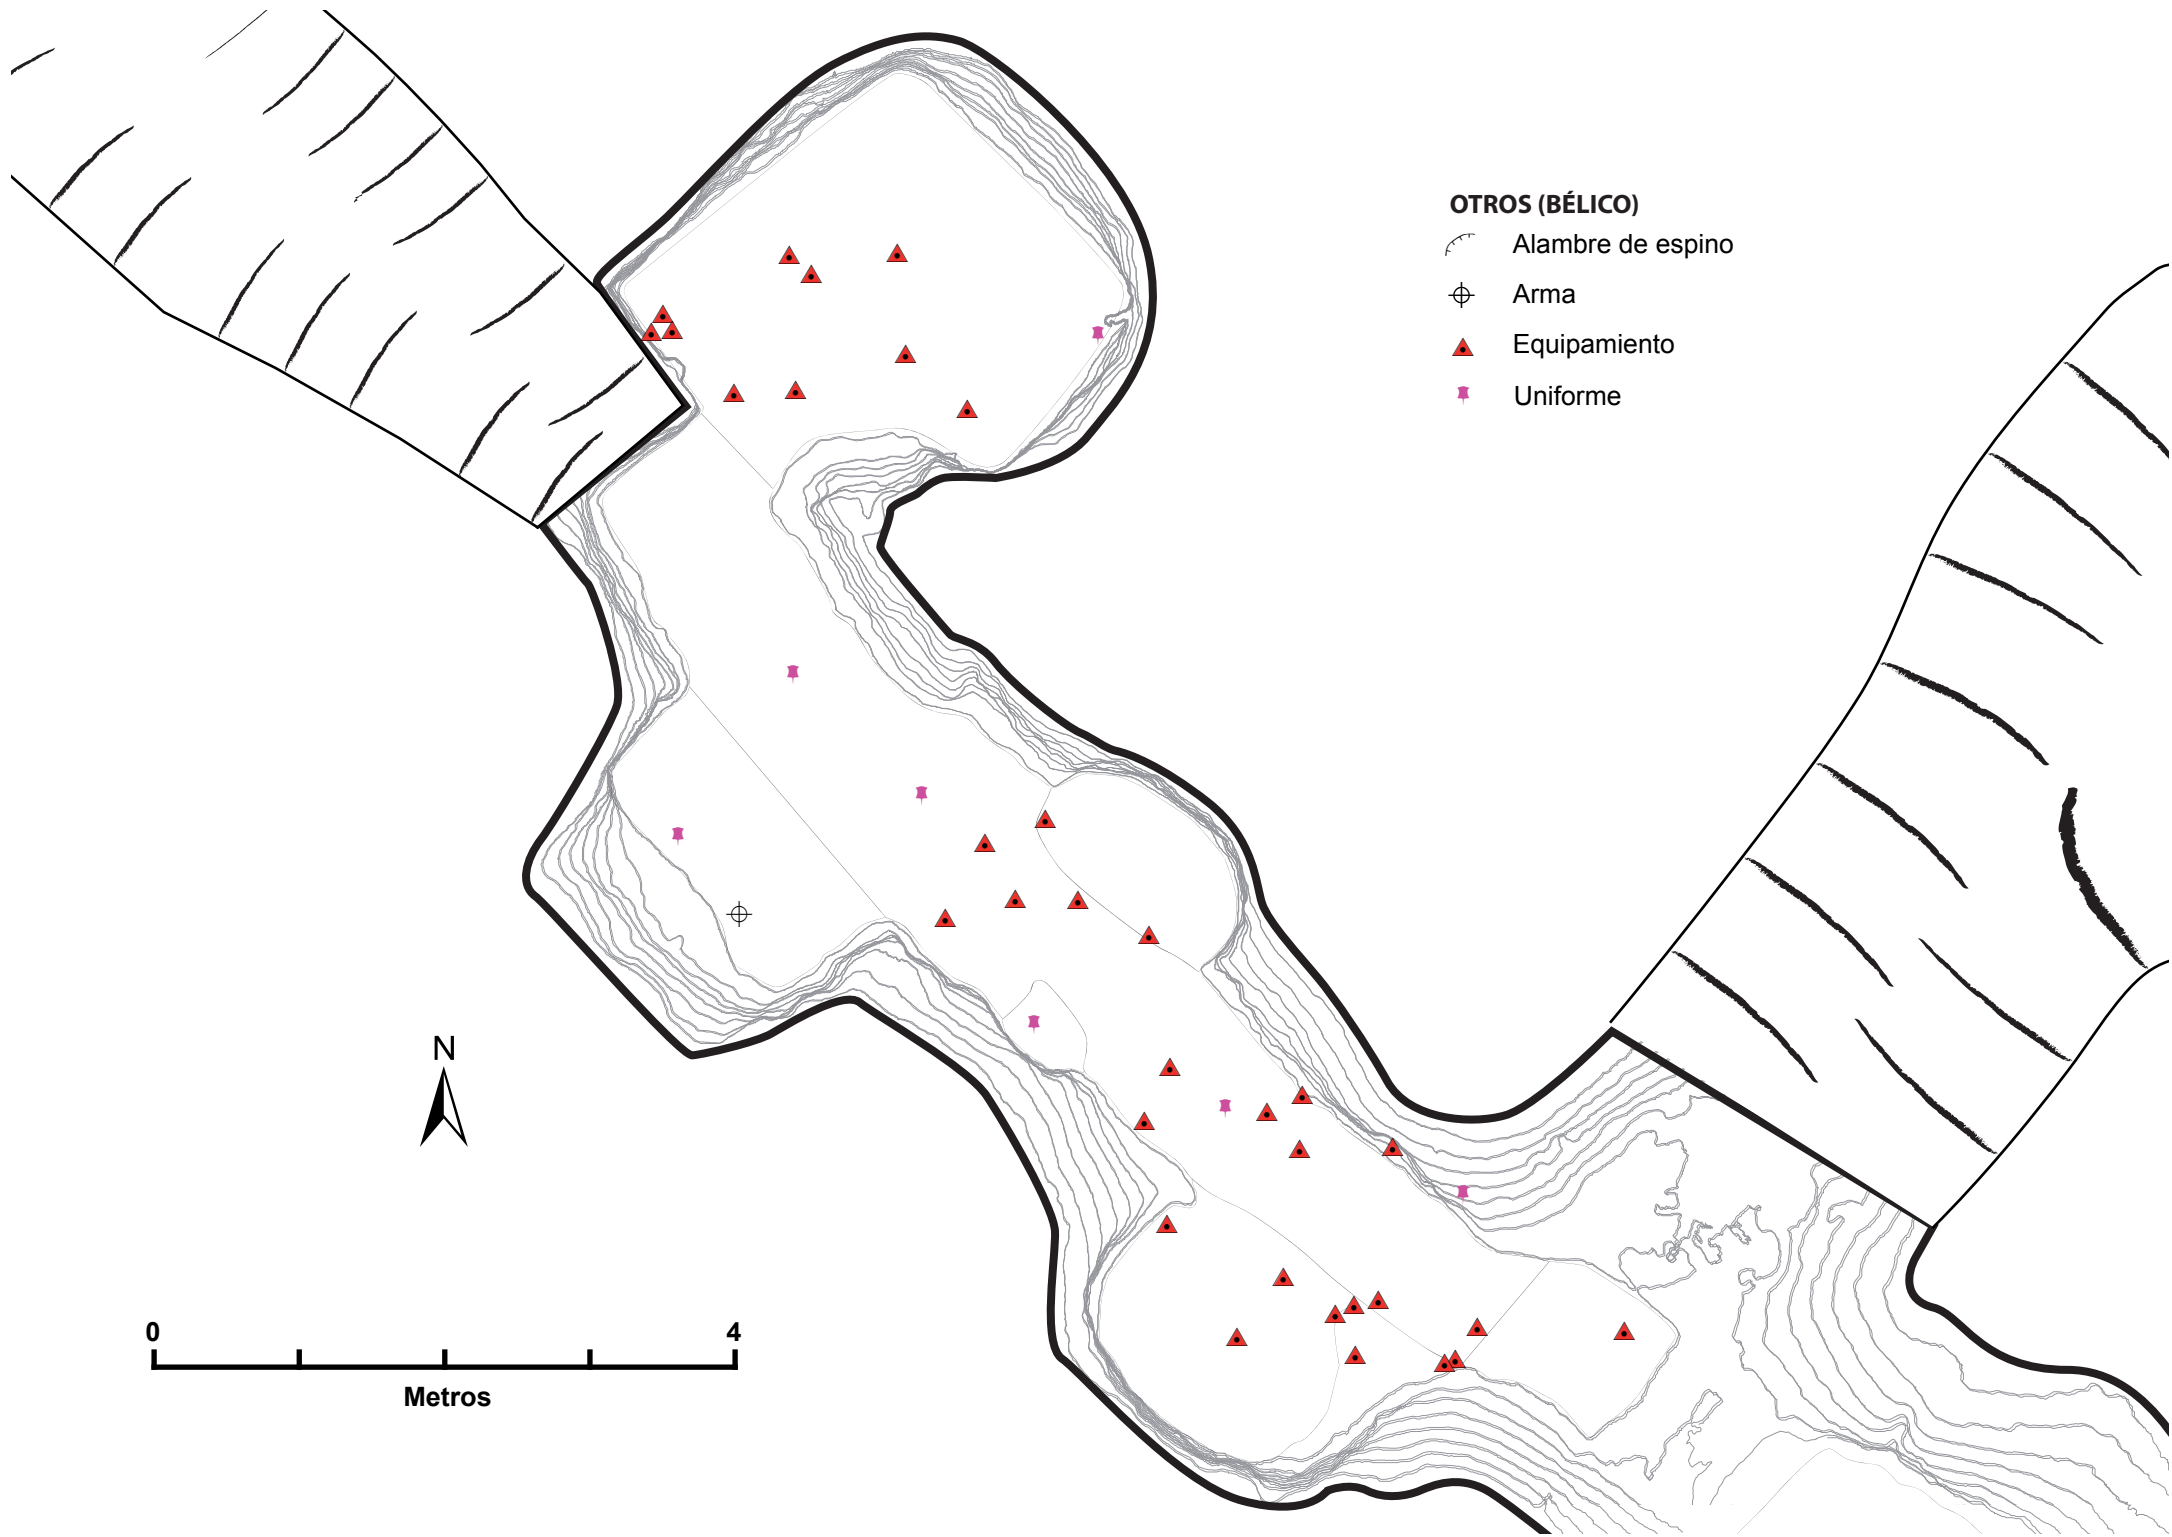 OTROS (BÉLICO)
Alambre de espino
Arma
Equipamiento
Uniforme
N
0 4
Metros